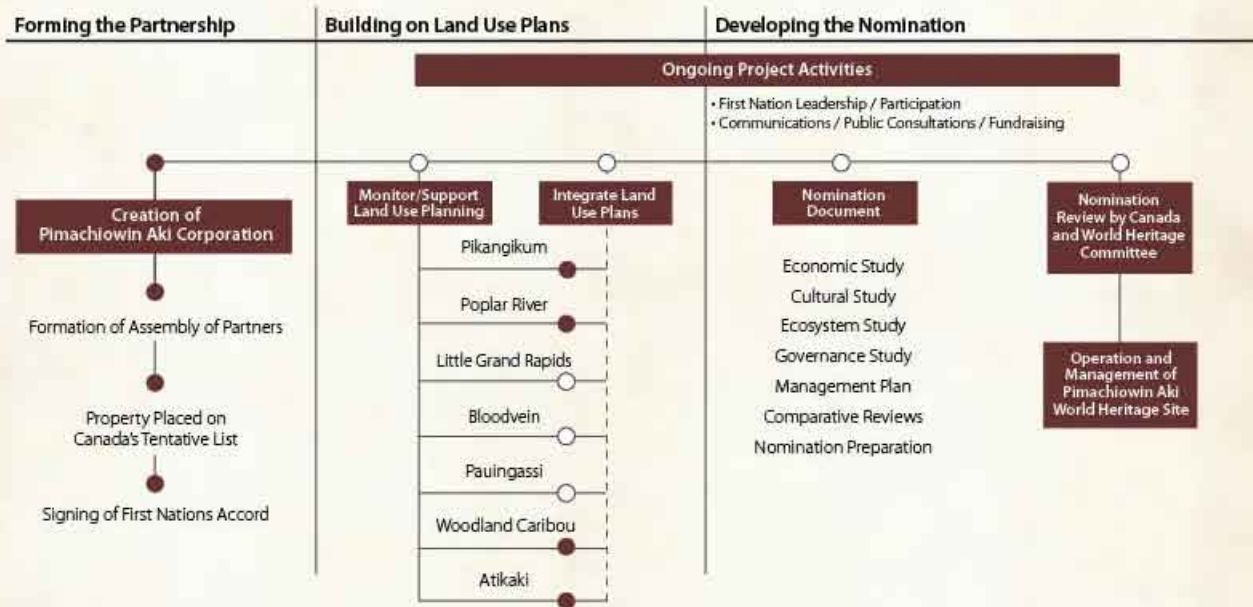 Forming the Partnership
Building on Land Use Plans
Developing the Nomination
Ongoing Project Activities
• First Nation Leadership / Participation
• Communications / Public Consultations / Fundraising
Creation of
Pimachiowin Aki Corporation
Formation of Assembly of Partners
Property Placed on
Canada's Tentative List
Signing of First Nations Accord
Monitor/Support
Land Use Planning
Integrate Land
Use Plans
Pikangikum
Poplar River
Little Grand Rapids
Bloodvein
Pauingassi
Woodland Caribou
Atikaki
Nomination
Document
Economic Study
Cultural Study
Ecosystem Study
Governance Study
Management Plan
Comparative Reviews
Nomination Preparation
Nomination
Review by Canada
and World Heritage
Committee
Operation and
Management of
Pimachiowin Aki
World Heritage Site